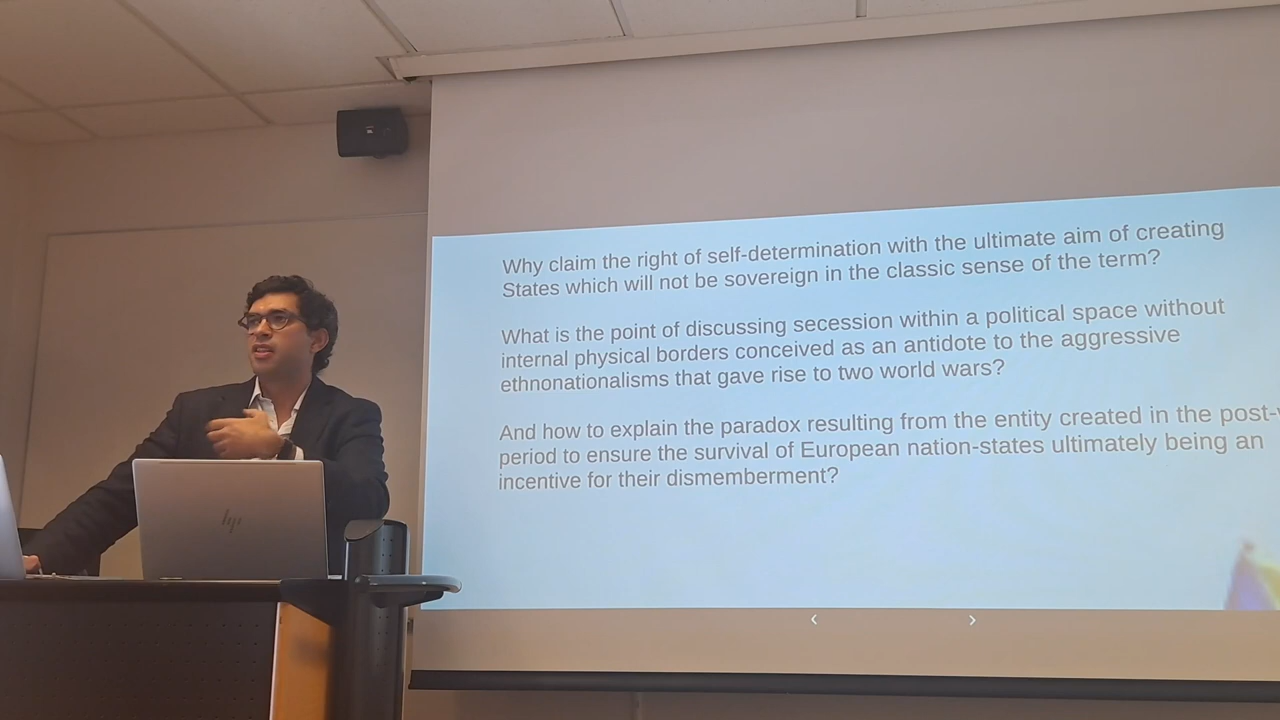 Why claim the right of self-determination with the ultimate aim of creating
States which will not be sovereign in the classic sense of the term?
What is the point of discussing secession within a political space without
internal physical borders conceived as an antidote to the aggressive
ethnonationalisms that gave rise to two world wars?
And how to explain the paradox resulting from the entity created in the post-
period to ensure the survival of European nation-states ultimately being an
incentive for their dismemberment?
hp